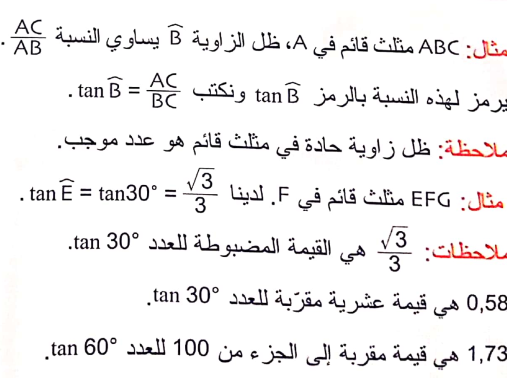 مثال: ABC مثلث قائم في A، ظل الزاوية B̂ يساوي النسبة AC/AB.
يرمز لهذه النسبة بالرمز tan B̂ ونكتب tan B̂ = AC/BC.
ملاحظة: ظل زاوية حادة في مثلث قائم هو عدد موجب.
مثال: EFG مثلث قائم في F. لدينا tan Ê = tan30° = √3/3.
ملاحظات: √3/3 هي القيمة المضبوطة للعدد tan 30°.
0,58 هي قيمة عشرية مقرّبة للعدد tan 30°.
1,73 هي قيمة مقربة إلى الجزء من 100 للعدد tan 60°.